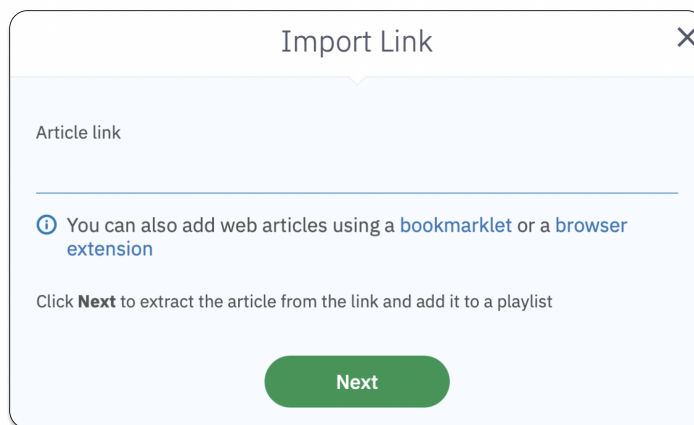 Import Link
Article link
You can also add web articles using a bookmarklet or a browser
extension
Click Next to extract the article from the link and add it to a playlist
Next